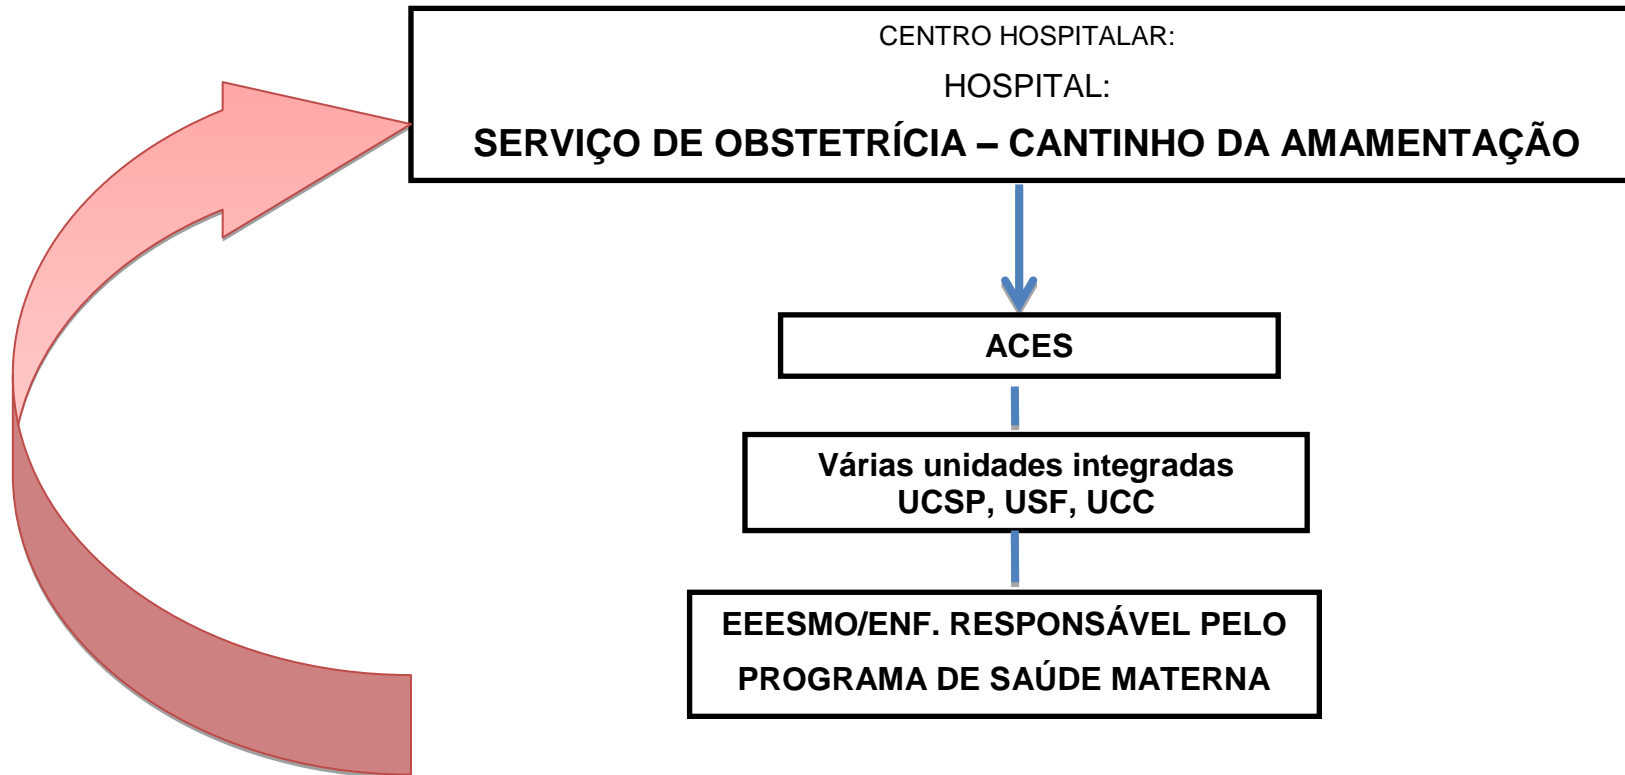 CENTRO HOSPITALAR:
HOSPITAL:
SERVIÇO DE OBSTETRÍCIA – CANTINHO DA AMAMENTAÇÃO
ACES
Várias unidades integradas
UCSP, USF, UCC
EEESMO/ENF. RESPONSÁVEL PELO
PROGRAMA DE SAÚDE MATERNA